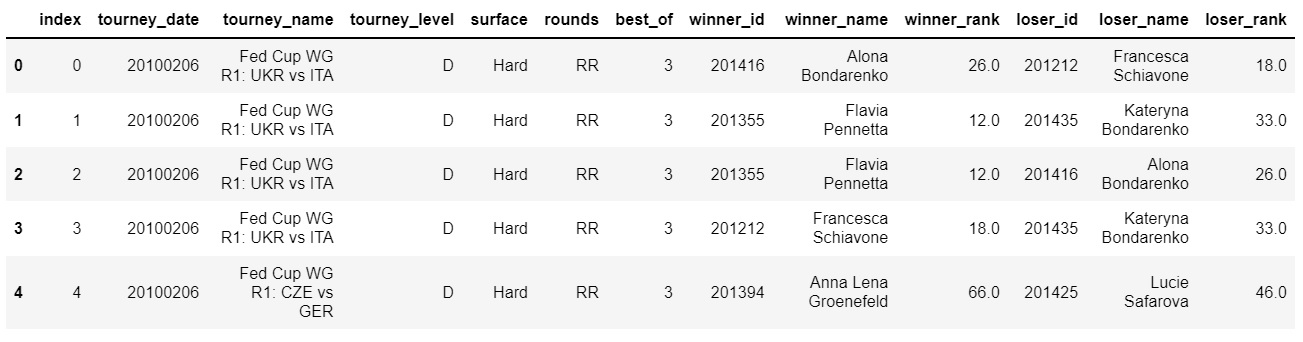 index tourney_date tourney_name tourney_level surface rounds best_of winner_id winner_name winner_rank loser_id loser_name loser_rank
0 0 20100206 Fed Cup WG R1: UKR vs ITA D Hard RR 3 201416 Alona Bondarenko 26.0 201212 Francesca Schiavone 18.0
1 1 20100206 Fed Cup WG R1: UKR vs ITA D Hard RR 3 201355 Flavia Pennetta 12.0 201435 Kateryna Bondarenko 33.0
2 2 20100206 Fed Cup WG R1: UKR vs ITA D Hard RR 3 201355 Flavia Pennetta 12.0 201416 Alona Bondarenko 26.0
3 3 20100206 Fed Cup WG R1: UKR vs ITA D Hard RR 3 201212 Francesca Schiavone 18.0 201435 Kateryna Bondarenko 33.0
4 4 20100206 Fed Cup WG R1: CZE vs GER D Hard RR 3 201394 Anna Lena Groenefeld 66.0 201425 Lucie Safarova 46.0